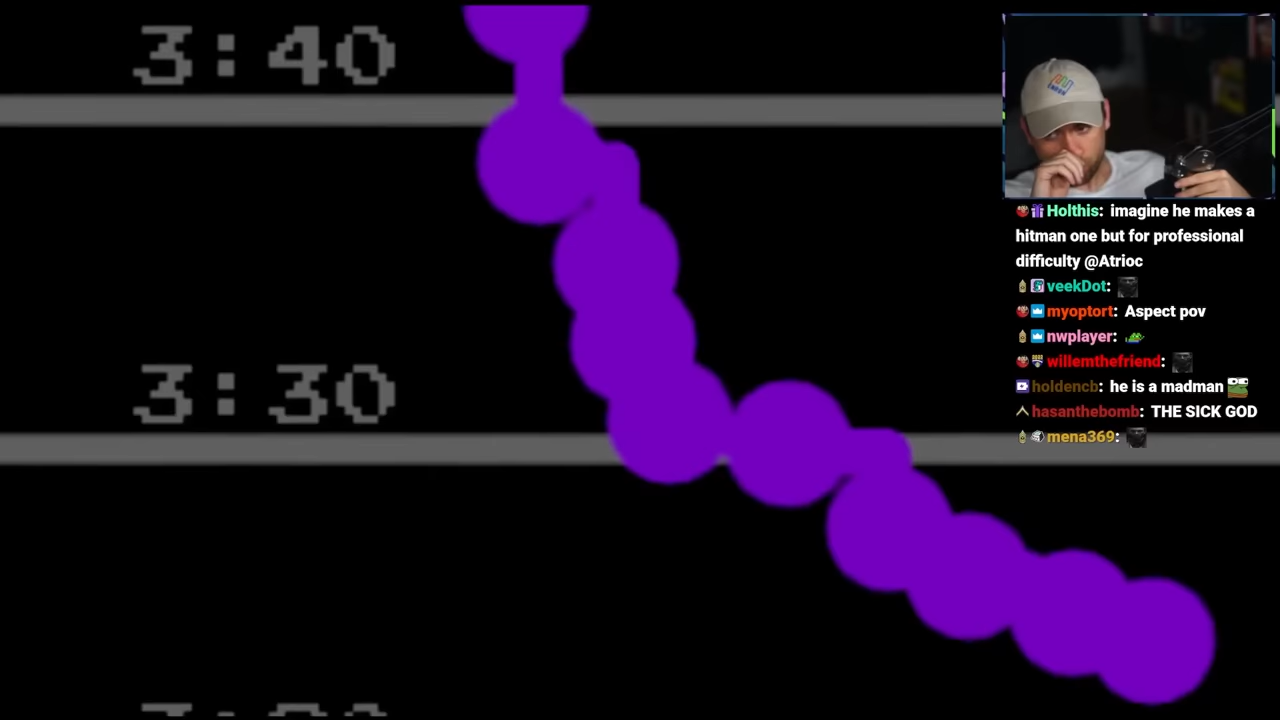 3:40
3:30
Holthis: imagine he makes a
hitman one but for professional
difficulty @Atrioc
veekDot:
myoptort: Aspect pov
nwplayer:
willemthefriend:
holdencb: he is a madman
hasanthebomb: THE SICK GOD
mena369: